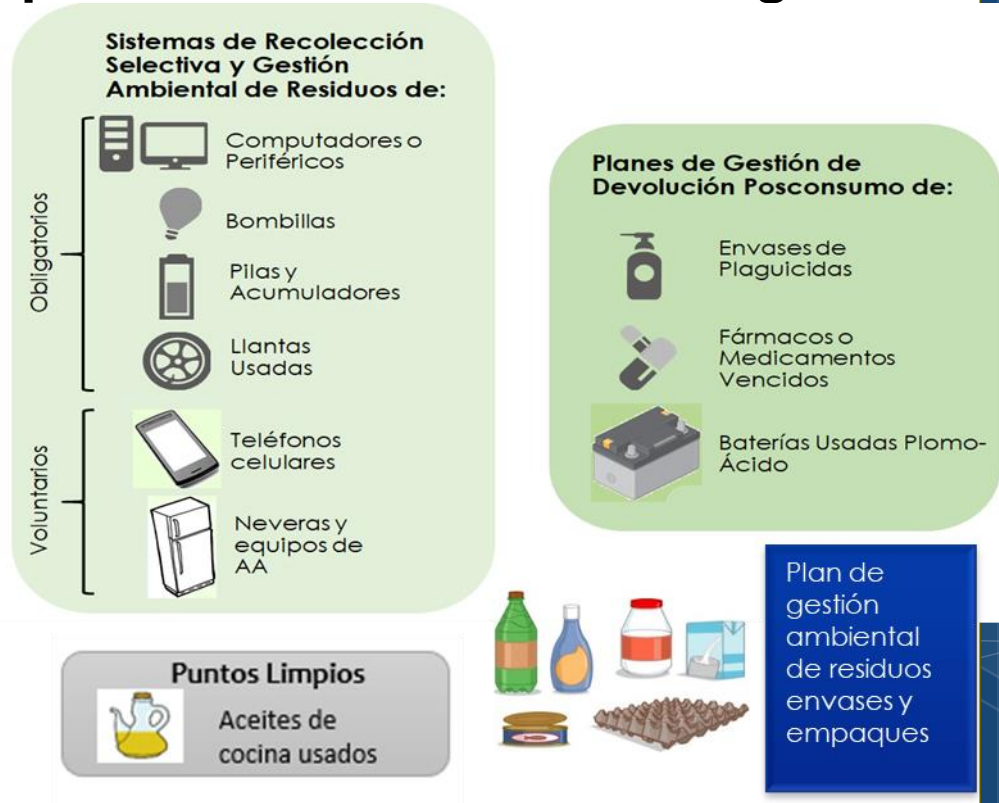 Sistemas de Recolección
Selectiva y Gestión
Ambiental de Residuos de:
Obligatorios
Computadores o
Periféricos
Bombillas
Pilas y
Acumuladores
Llantas
Usadas
Voluntarios
Teléfonos
celulares
Neveras y
equipos de
AA
Planes de Gestión de
Devolución Posconsumo de:
Envases de
Plaguicidas
Fármacos o
Medicamentos
Vencidos
Baterías Usadas Plomo-
Ácido
Puntos Limpios
Aceites de
cocina usados
Plan de
gestión
ambiental
de residuos
envases y
empaques